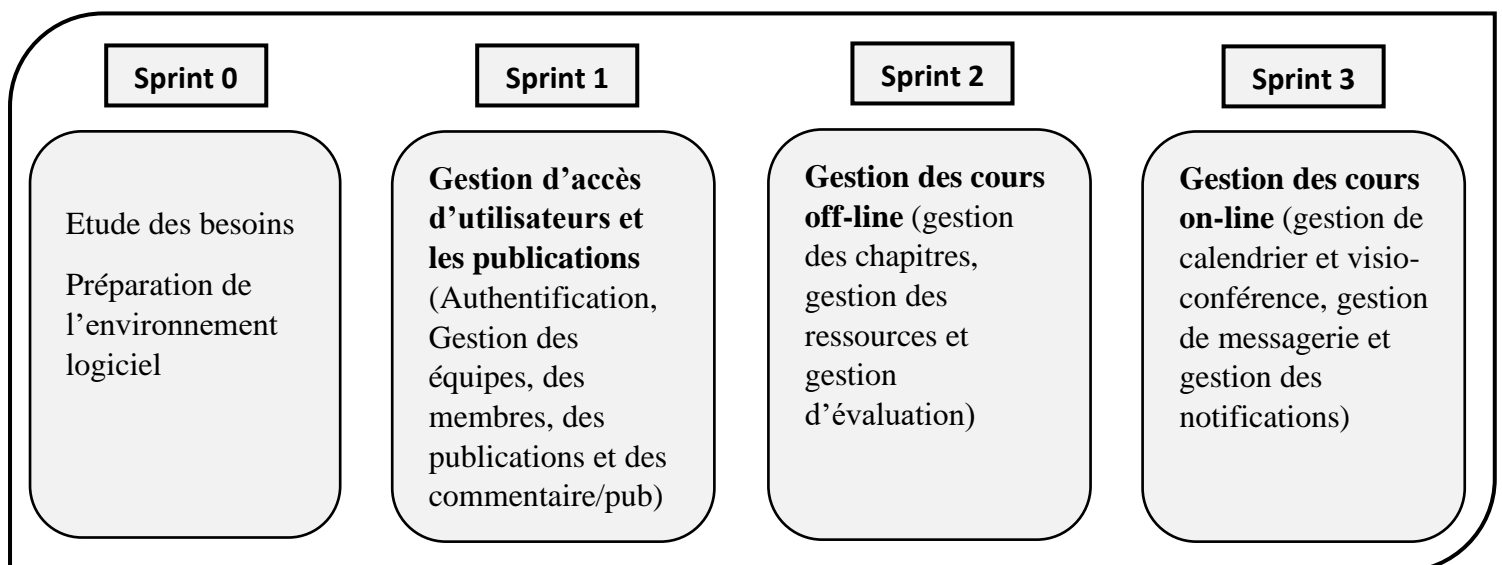 Sprint 0
Etude des besoins
Préparation de
l'environnement
logiciel
Sprint 1
Gestion d'accès
d'utilisateurs et
les publications
(Authentification,
Gestion des
équipes, des
membres, des
publications et des
commentaire/pub)
Sprint 2
Gestion des cours
off-line (gestion
des chapitres,
gestion des
ressources et
gestion
d'évaluation)
Sprint 3
Gestion des cours
on-line (gestion de
calendrier et visio-
conférence, gestion
de messagerie et
gestion des
notifications)